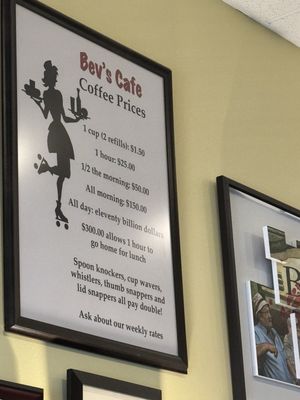 Bev's Cafe
Coffee Prices
1 cup (2 refills): $1.50
1 hour: $25.00
1/2 the morning: $50.00
All morning: $150.00
All day: eleventy billion dollars
$300.00 allows 1 hour to
go home for lunch
Spoon knockers, cup wavers,
whistlers, thumb snappers and
lid snappers all pay double!
Ask about our weekly rates